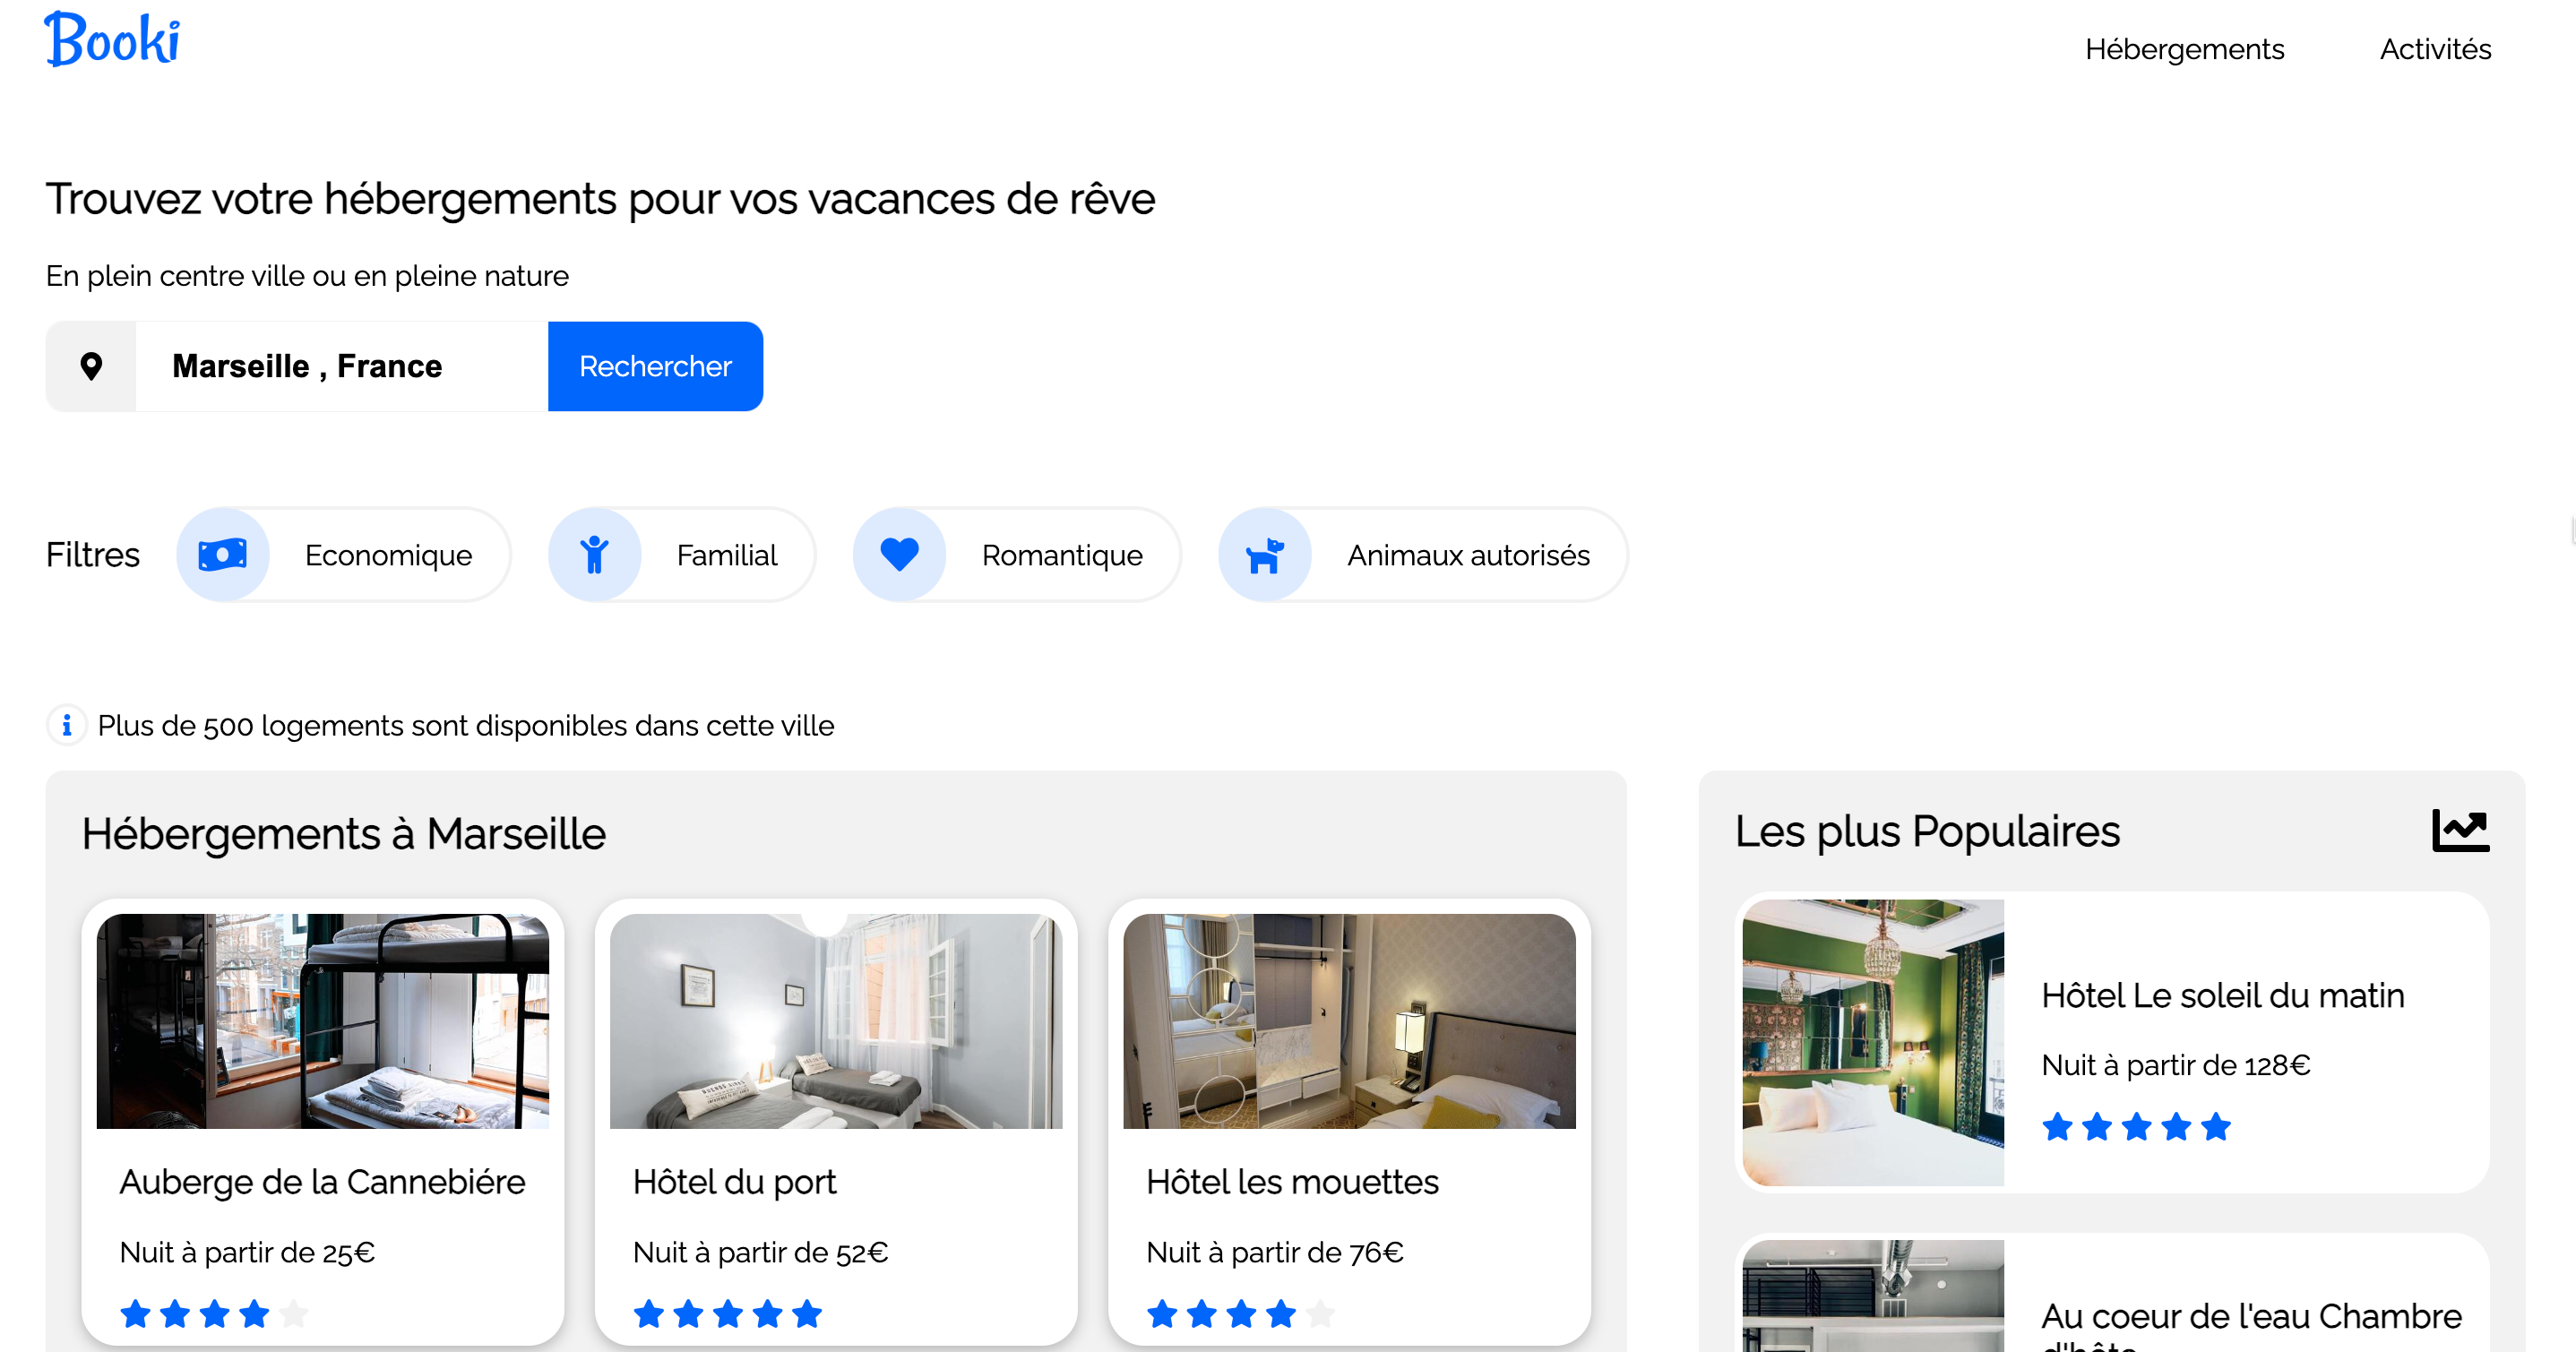 Booki
Hébergements
Activités
Trouvez votre hébergements pour vos vacances de rêve
En plein centre ville ou en pleine nature
Marseille , France
Rechercher
Filtres
Economique
Familial
Romantique
Animaux autorisés
Plus de 500 logements sont disponibles dans cette ville
Hébergements à Marseille
Auberge de la Cannebiére
Nuit à partir de 25€
Hôtel du port
Nuit à partir de 52€
Hôtel les mouettes
Nuit à partir de 76€
Les plus Populaires
Hôtel Le soleil du matin
Nuit à partir de 128€
Au coeur de l'eau Chambre
d'hôte